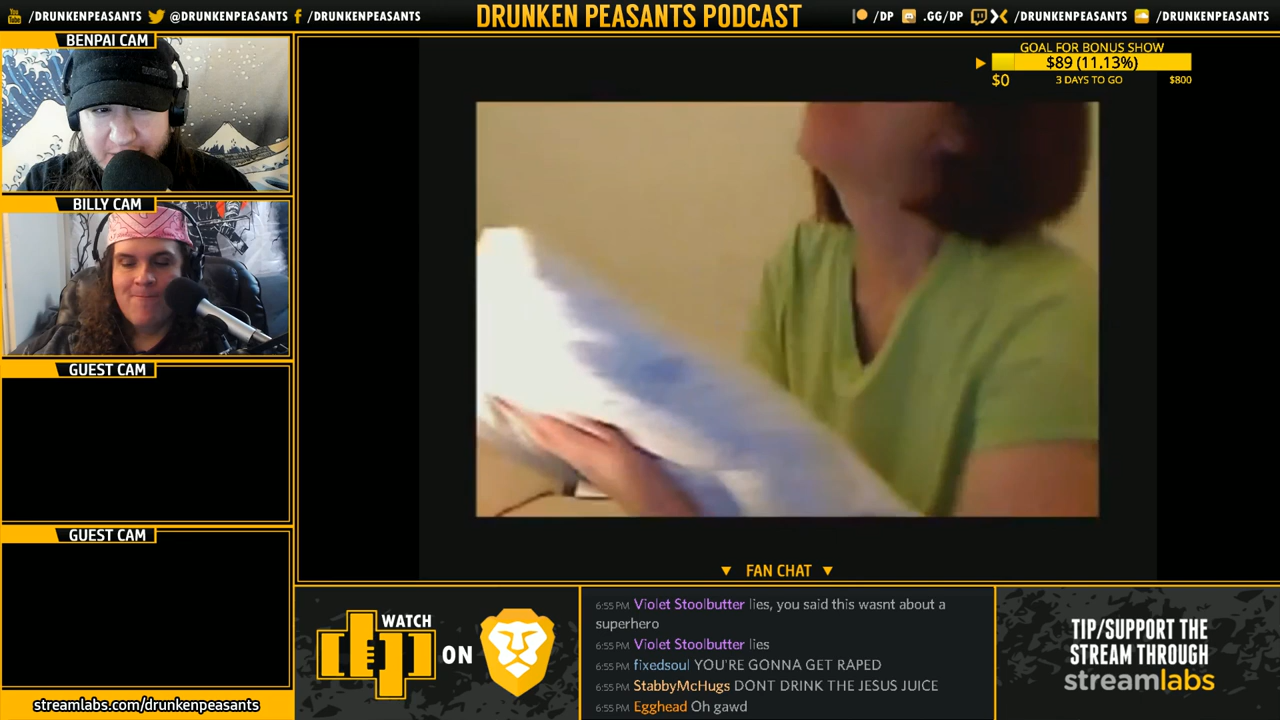 /DRUNKENPEASANTS @DRUNKENPEASANTS /DRUNKENPEASANTS DRUNKEN PEASANTS PODCAST /DP .GG/DP /DRUNKENPEASANTS /DRUNKENPEASANTS
BENPAI CAM
GOAL FOR BONUS SHOW
$89 (11.13%)
$0 3 DAYS TO GO $800
BILLY CAM
GUEST CAM
GUEST CAM
FAN CHAT
WATCH
ON
6:55 PM Violet Stoolbutter lies, you said this wasnt about a
superhero
6:55 PM Violet Stoolbutter lies
6:55 PM fixedsoul YOU'RE GONNA GET RAPED
6:55 PM StabbyMcHugs DONT DRINK THE JESUS JUICE
6:55 PM Egghead Oh gawd
TIP/SUPPORT THE
STREAM THROUGH
streamlabs
streamlabs.com/drunkenpeasants